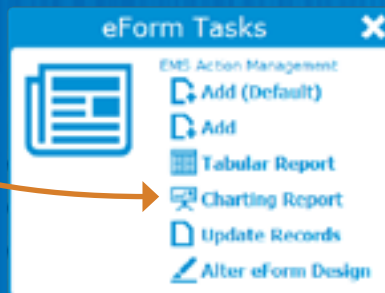 eForm Tasks
EMS Action Management
Add (Default)
Add
Tabular Report
Charting Report
Update Records
Alter eForm Design